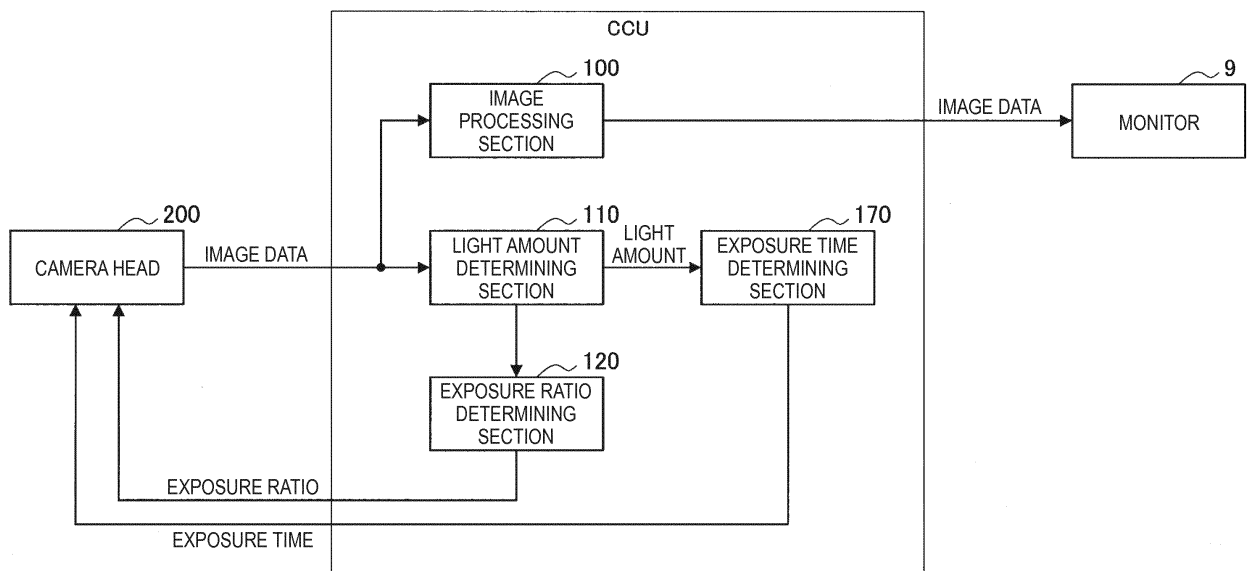 CCU
100
IMAGE
PROCESSING
SECTION
IMAGE DATA
9
MONITOR
200
CAMERA HEAD
IMAGE DATA
110
LIGHT AMOUNT
DETERMINING
SECTION
LIGHT
AMOUNT
170
EXPOSURE TIME
DETERMINING
SECTION
120
EXPOSURE RATIO
DETERMINING
SECTION
EXPOSURE RATIO
EXPOSURE TIME